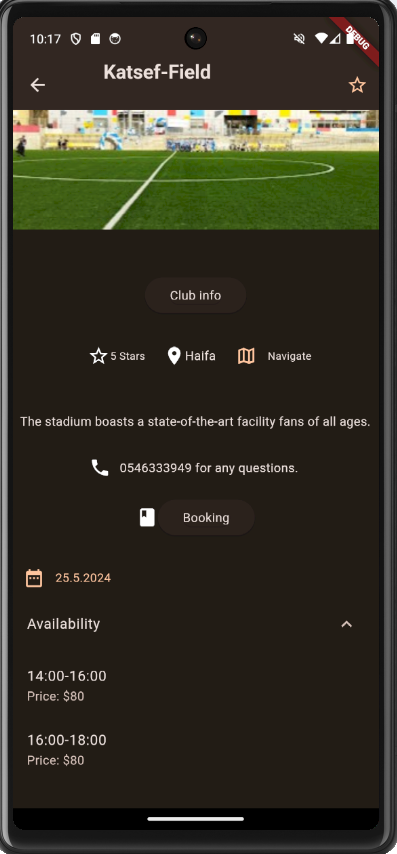 10:17
DEBUG
Katsef-Field
Club info
5 Stars
Haifa
Navigate
The stadium boasts a state-of-the-art facility fans of all ages.
0546333949 for any questions.
Booking
25.5.2024
Availability
14:00-16:00
Price: $80
16:00-18:00
Price: $80